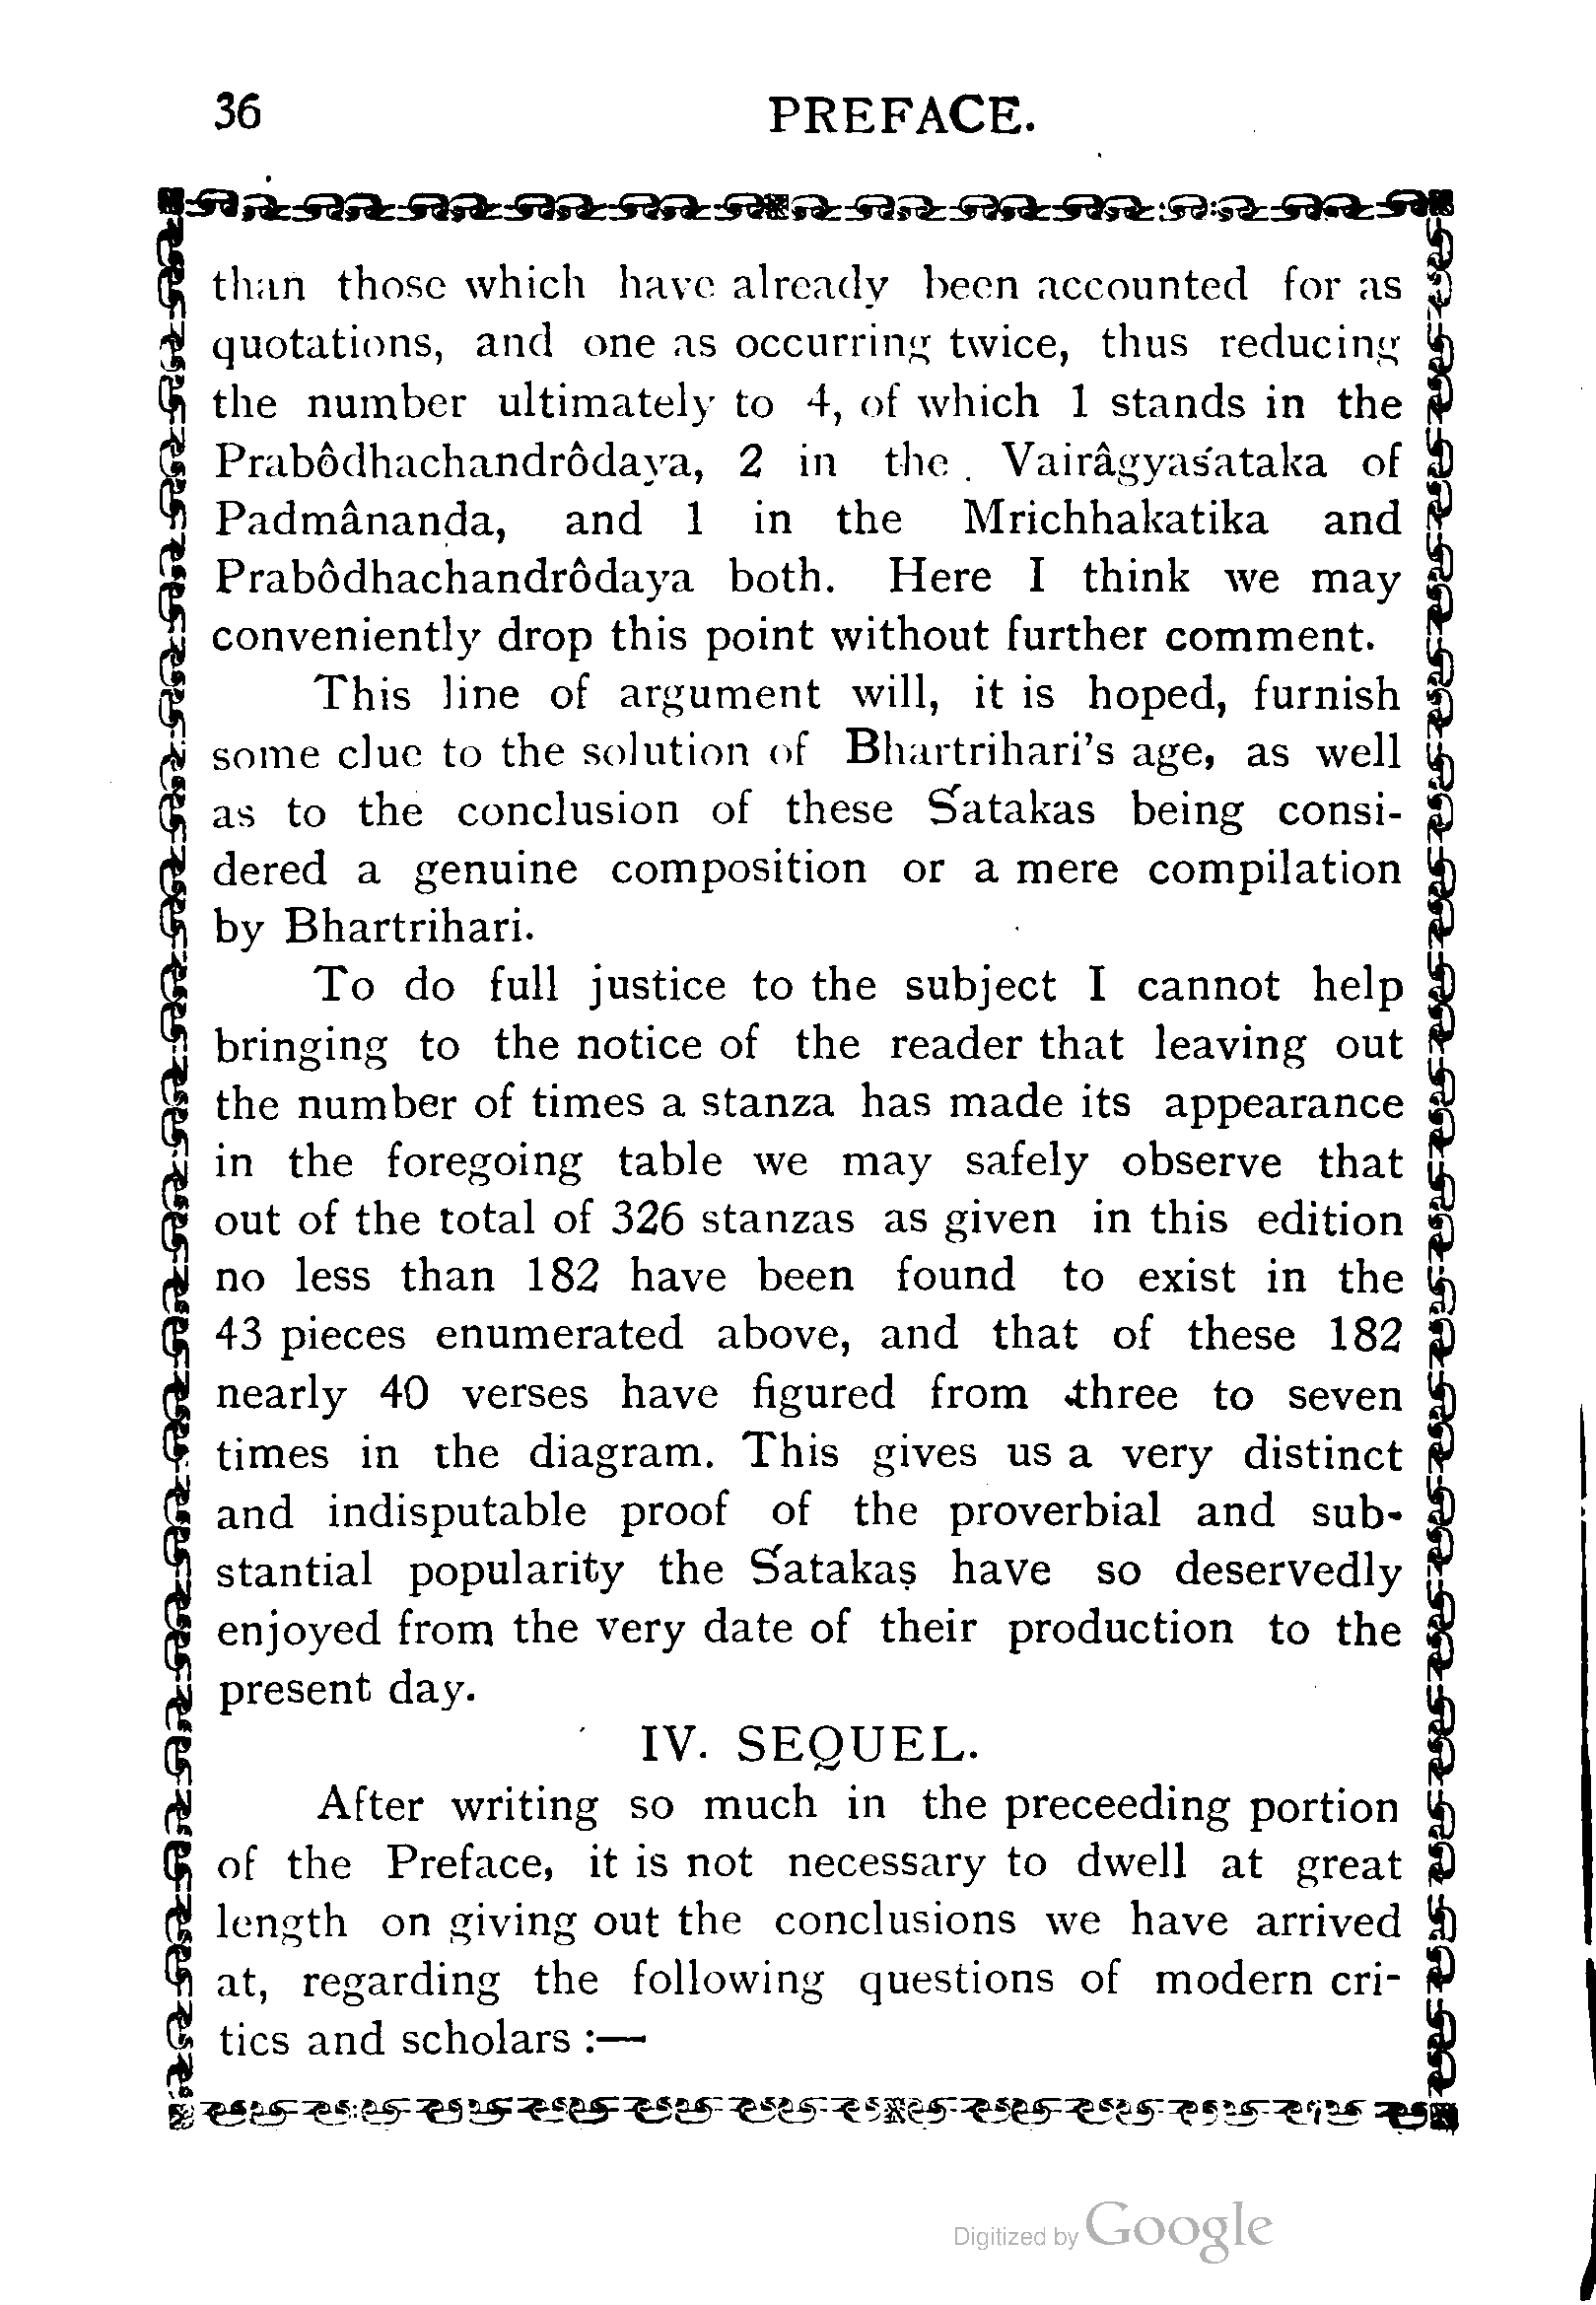 36 PREFACE.
than those which have already been accounted for as
quotations, and one as occurring twice, thus reducing
the number ultimately to 4, of which 1 stands in the
Prabôdhachandrôdaya, 2 in the Vairâgyaśataka of
Padmânanda, and 1 in the Mrichhakatika and
Prabôdhachandrôdaya both. Here I think we may
conveniently drop this point without further comment.
This line of argument will, it is hoped, furnish
some clue to the solution of Bhartrihari's age, as well
as to the conclusion of these Śatakas being consi-
dered a genuine composition or a mere compilation
by Bhartrihari.
To do full justice to the subject I cannot help
bringing to the notice of the reader that leaving out
the number of times a stanza has made its appearance
in the foregoing table we may safely observe that
out of the total of 326 stanzas as given in this edition
no less than 182 have been found to exist in the
43 pieces enumerated above, and that of these 182
nearly 40 verses have figured from three to seven
times in the diagram. This gives us a very distinct
and indisputable proof of the proverbial and sub-
stantial popularity the Śatakas have so deservedly
enjoyed from the very date of their production to the
present day.
IV. SEQUEL.
After writing so much in the preceeding portion
of the Preface, it is not necessary to dwell at great
length on giving out the conclusions we have arrived
at, regarding the following questions of modern cri-
tics and scholars :—
Digitized by Google